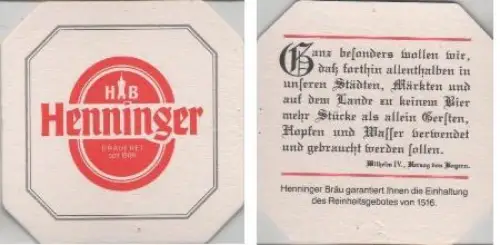 HB
Henninger
BRAUEREI
seit 1869
Ganz besonders wollen wir,
daß forthin allenthalben in
unseren Städten, Märkten und
auf dem Lande zu keinem Bier
mehr Stücke als allein Gersten,
Hopfen und Wasser verwendet
und gebraucht werden sollen.
Wilhelm IV., Herzog von Bayern.
Henninger Bräu garantiert Ihnen die Einhaltung
des Reinheitsgebotes von 1516.